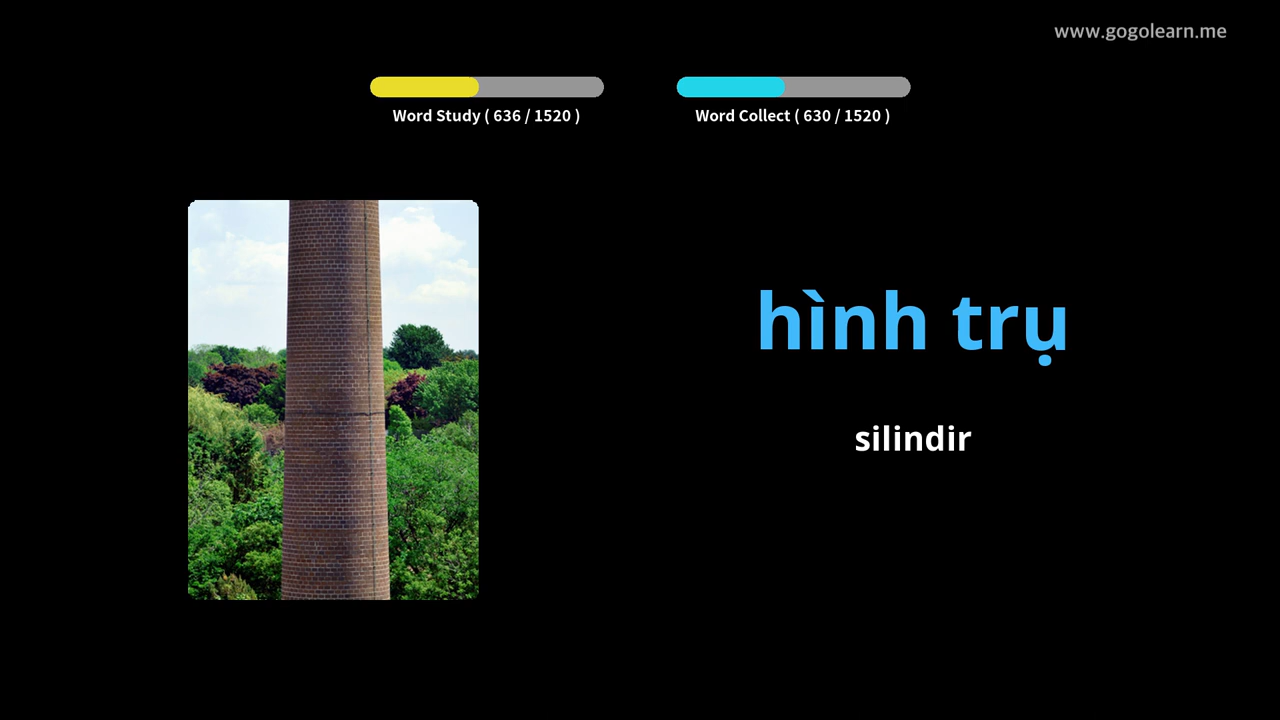 www.gogolearn.me
Word Study ( 636 / 1520 )
Word Collect ( 630 / 1520 )
hình trụ
silindir